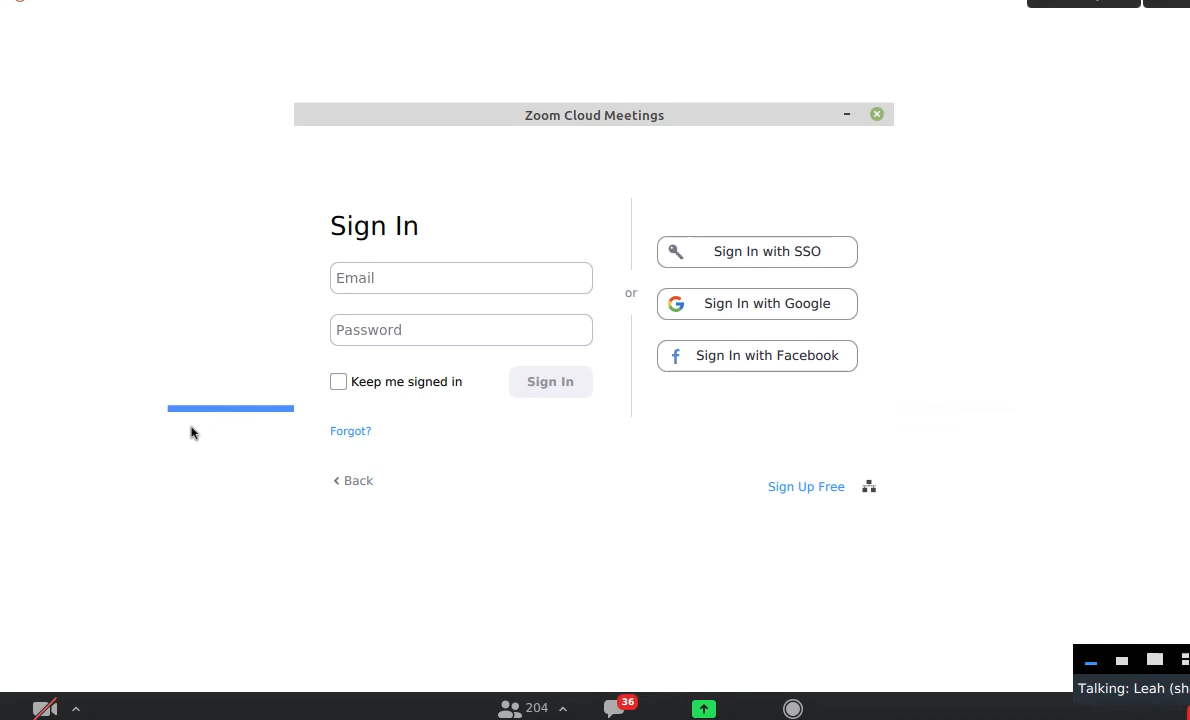 Zoom Cloud Meetings
Sign In
Email
Password
Keep me signed in
Sign In
Forgot?
Back
or
Sign In with SSO
Sign In with Google
Sign In with Facebook
Sign Up Free
Talking: Leah (sh
204
36